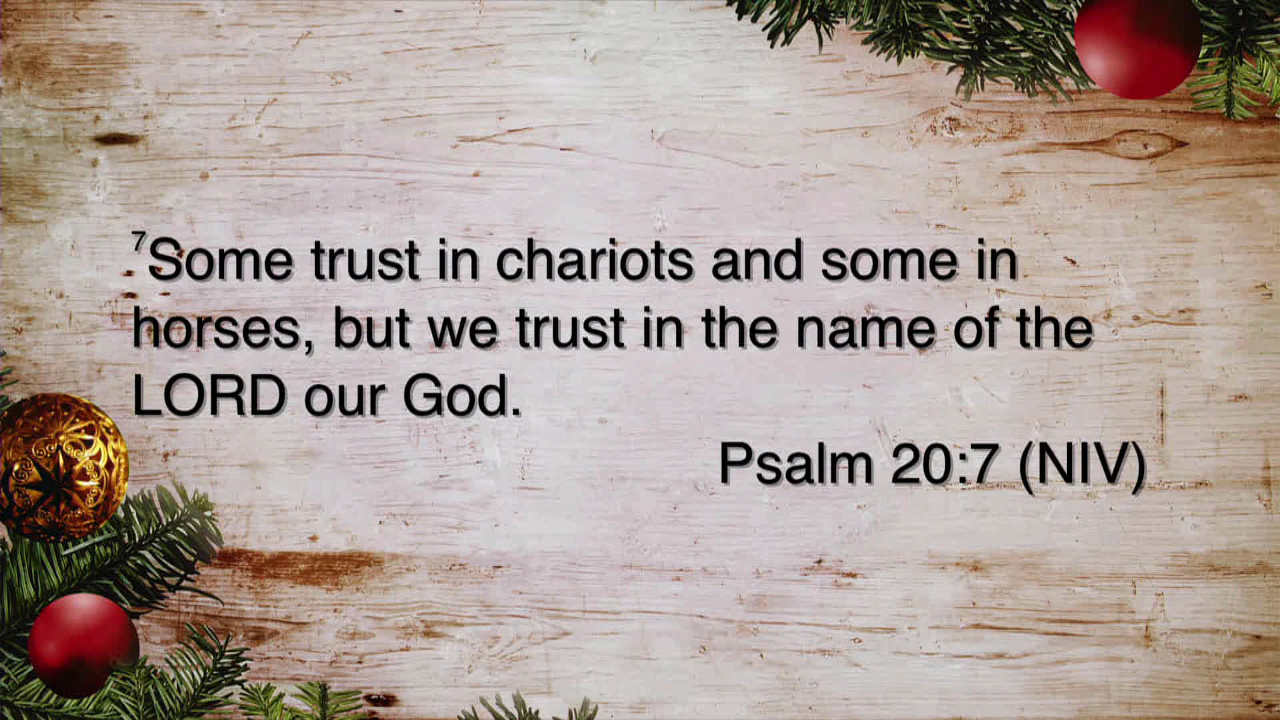 ⁷Some trust in chariots and some in
horses, but we trust in the name of the
LORD our God.
Psalm 20:7 (NIV)